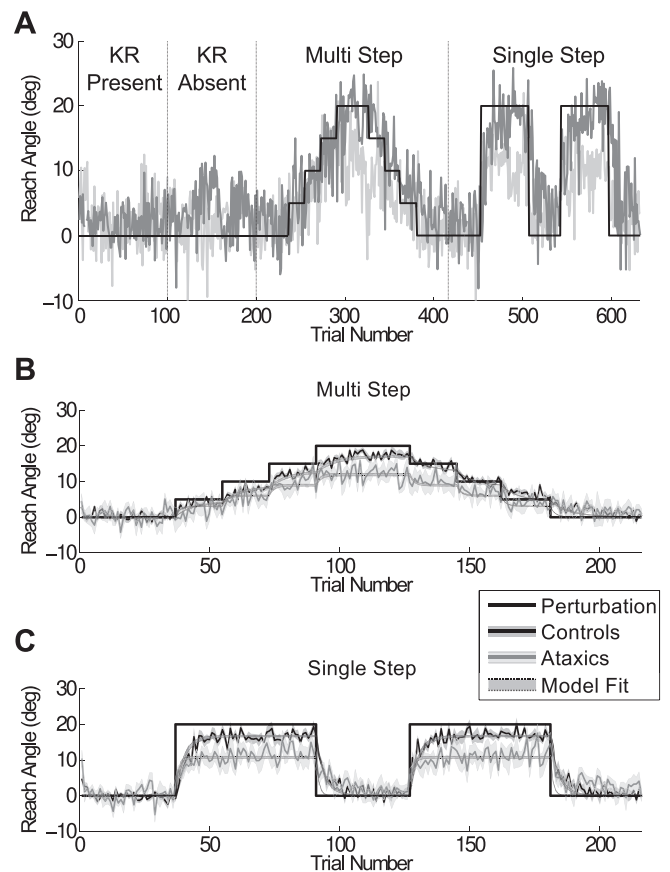 A
KR Present
KR Absent
Multi Step
Single Step
Reach Angle (deg)
30
20
10
0
−10
0
100
200
300
400
500
600
Trial Number
B
Multi Step
Reach Angle (deg)
30
20
10
0
−10
50
100
150
200
Trial Number
Perturbation
Controls
Ataxics
Model Fit
C
Single Step
Reach Angle (deg)
30
20
10
0
−10
50
100
150
200
Trial Number